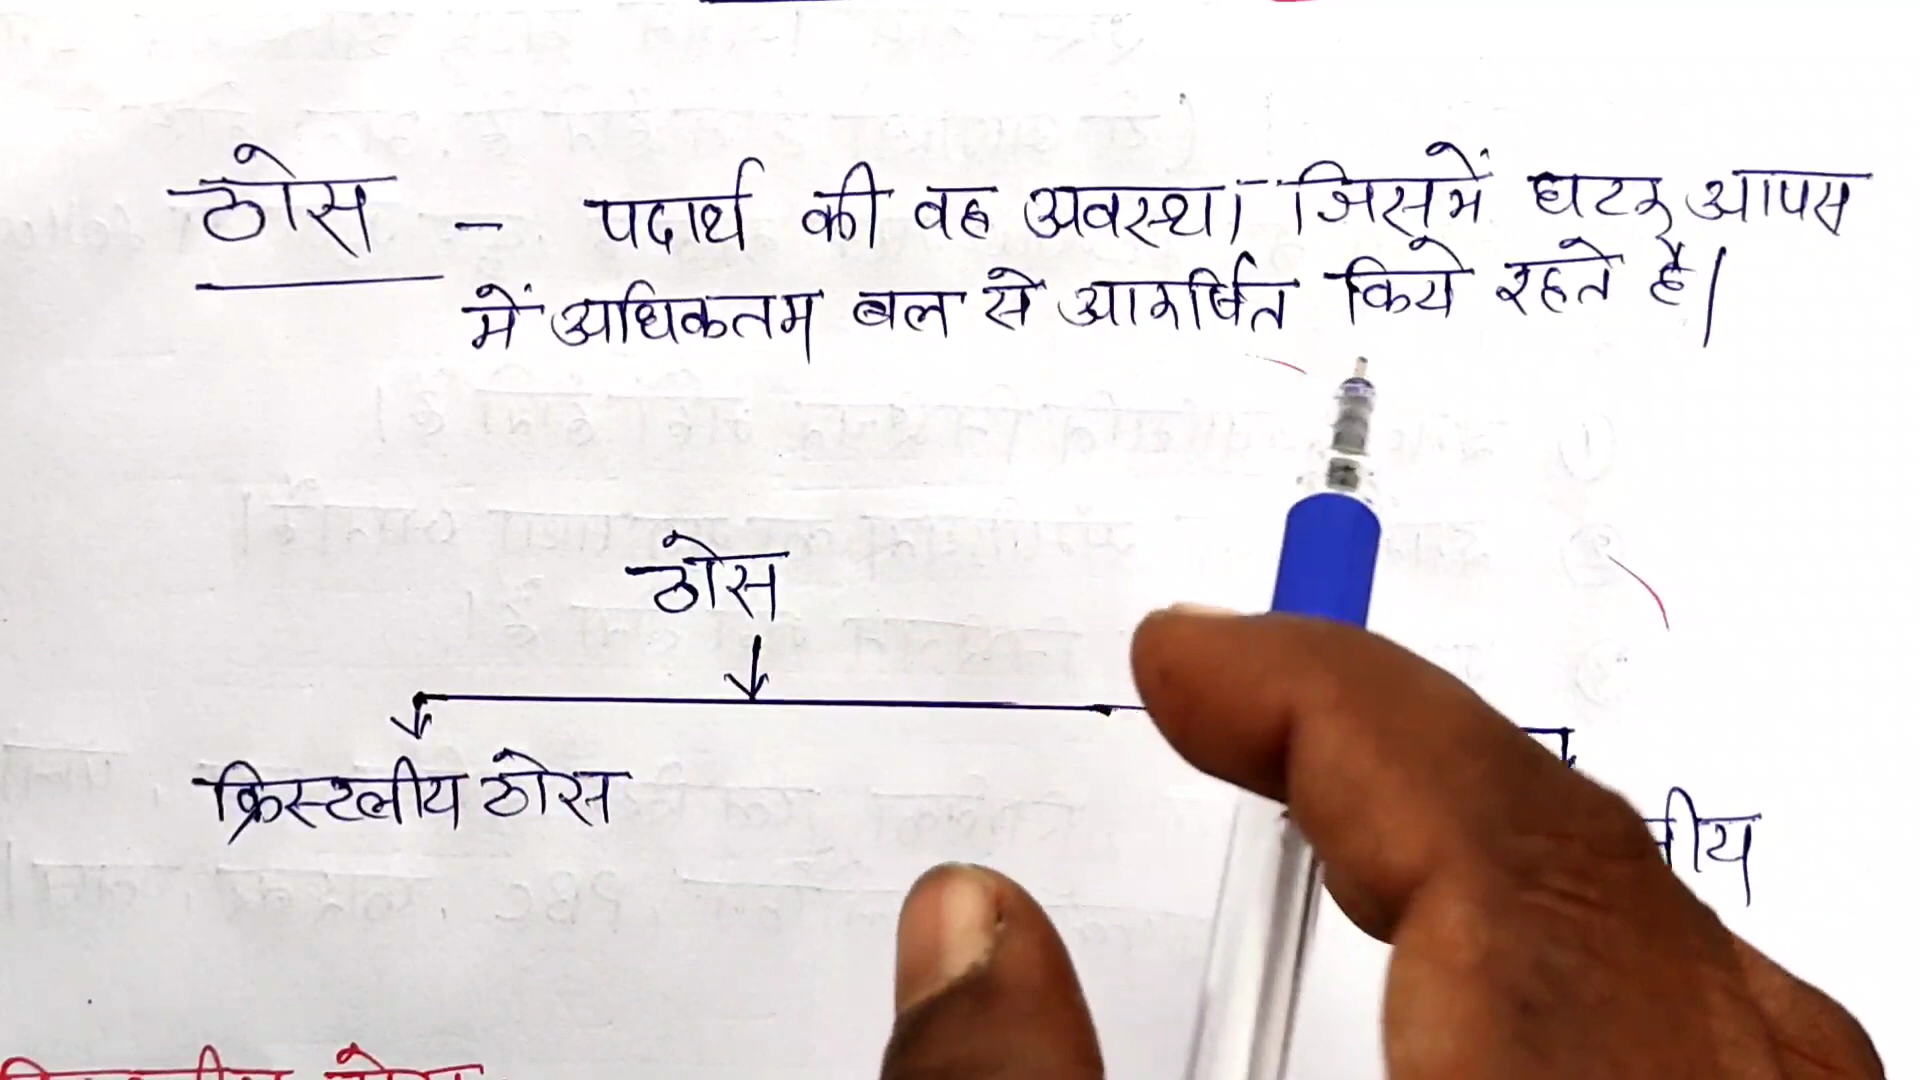 ठोस - पदार्थ की वह अवस्था जिसमें घटक आपस
में अधिकतम बल से आकर्षित किये रहते है।
ठोस
क्रिस्टलीय ठोस